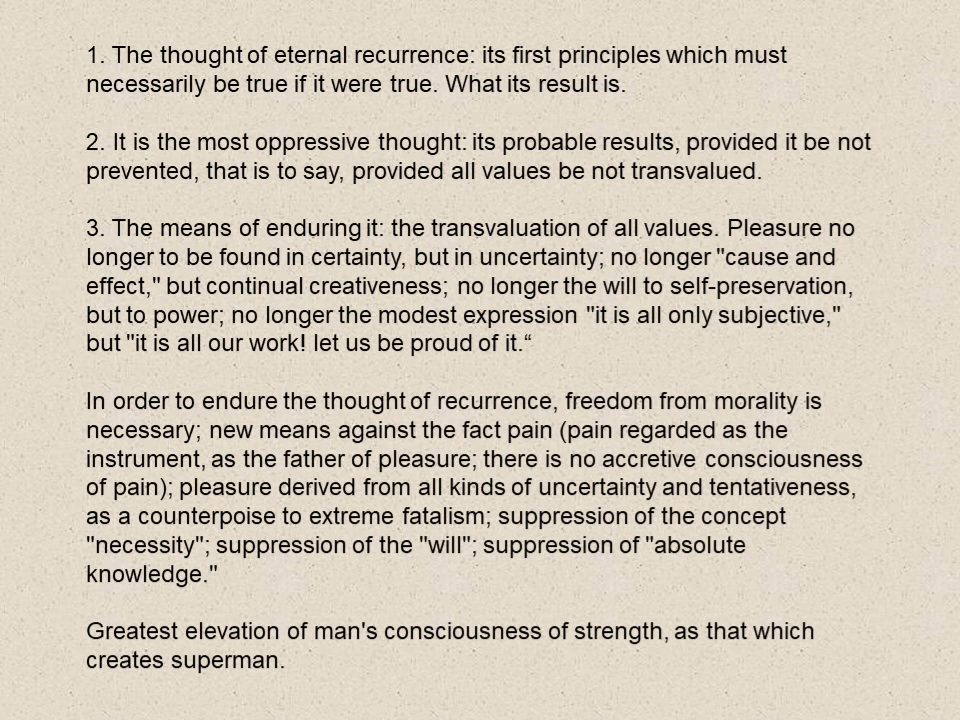 1. The thought of eternal recurrence: its first principles which must
necessarily be true if it were true. What its result is.
2. It is the most oppressive thought: its probable results, provided it be not
prevented, that is to say, provided all values be not transvalued.
3. The means of enduring it: the transvaluation of all values. Pleasure no
longer to be found in certainty, but in uncertainty; no longer "cause and
effect," but continual creativeness; no longer the will to self-preservation,
but to power; no longer the modest expression "it is all only subjective,"
but "it is all our work! let us be proud of it.“
In order to endure the thought of recurrence, freedom from morality is
necessary; new means against the fact pain (pain regarded as the
instrument, as the father of pleasure; there is no accretive consciousness
of pain); pleasure derived from all kinds of uncertainty and tentativeness,
as a counterpoise to extreme fatalism; suppression of the concept
"necessity"; suppression of the "will"; suppression of "absolute
knowledge."
Greatest elevation of man's consciousness of strength, as that which
creates superman.